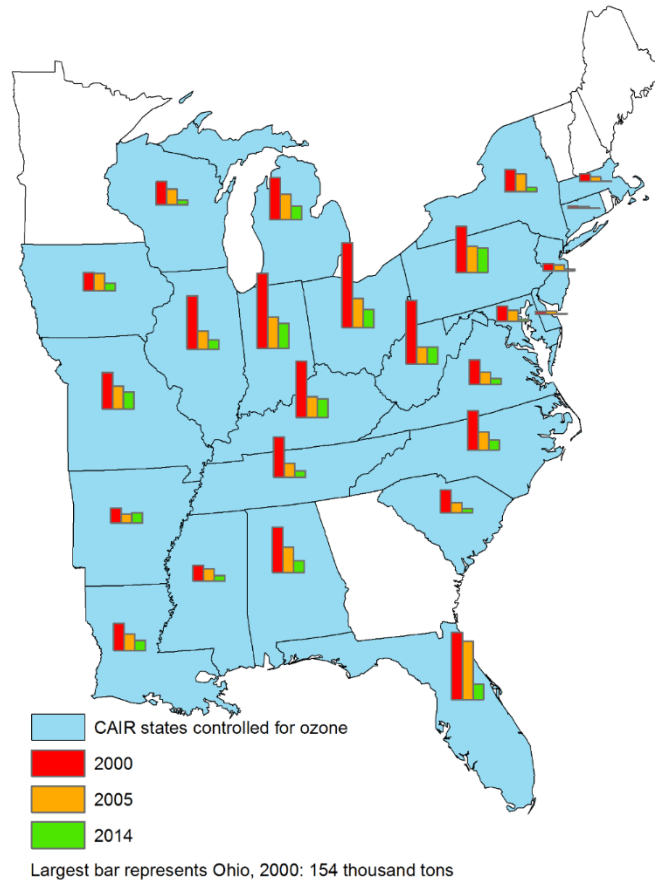 CAIR states controlled for ozone
2000
2005
2014
Largest bar represents Ohio, 2000: 154 thousand tons